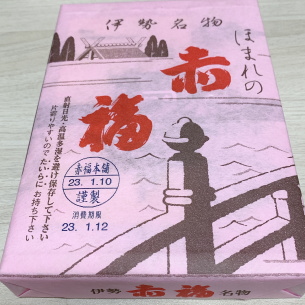 伊勢名物
ほまれの
赤福
直射日光・高温多湿を避け保存して下さい
片寄りやすいのでたいらにお持ち下さい
赤福本舗
23.1.10
謹製
消費期限
23.1.12
伊勢 赤福 名物